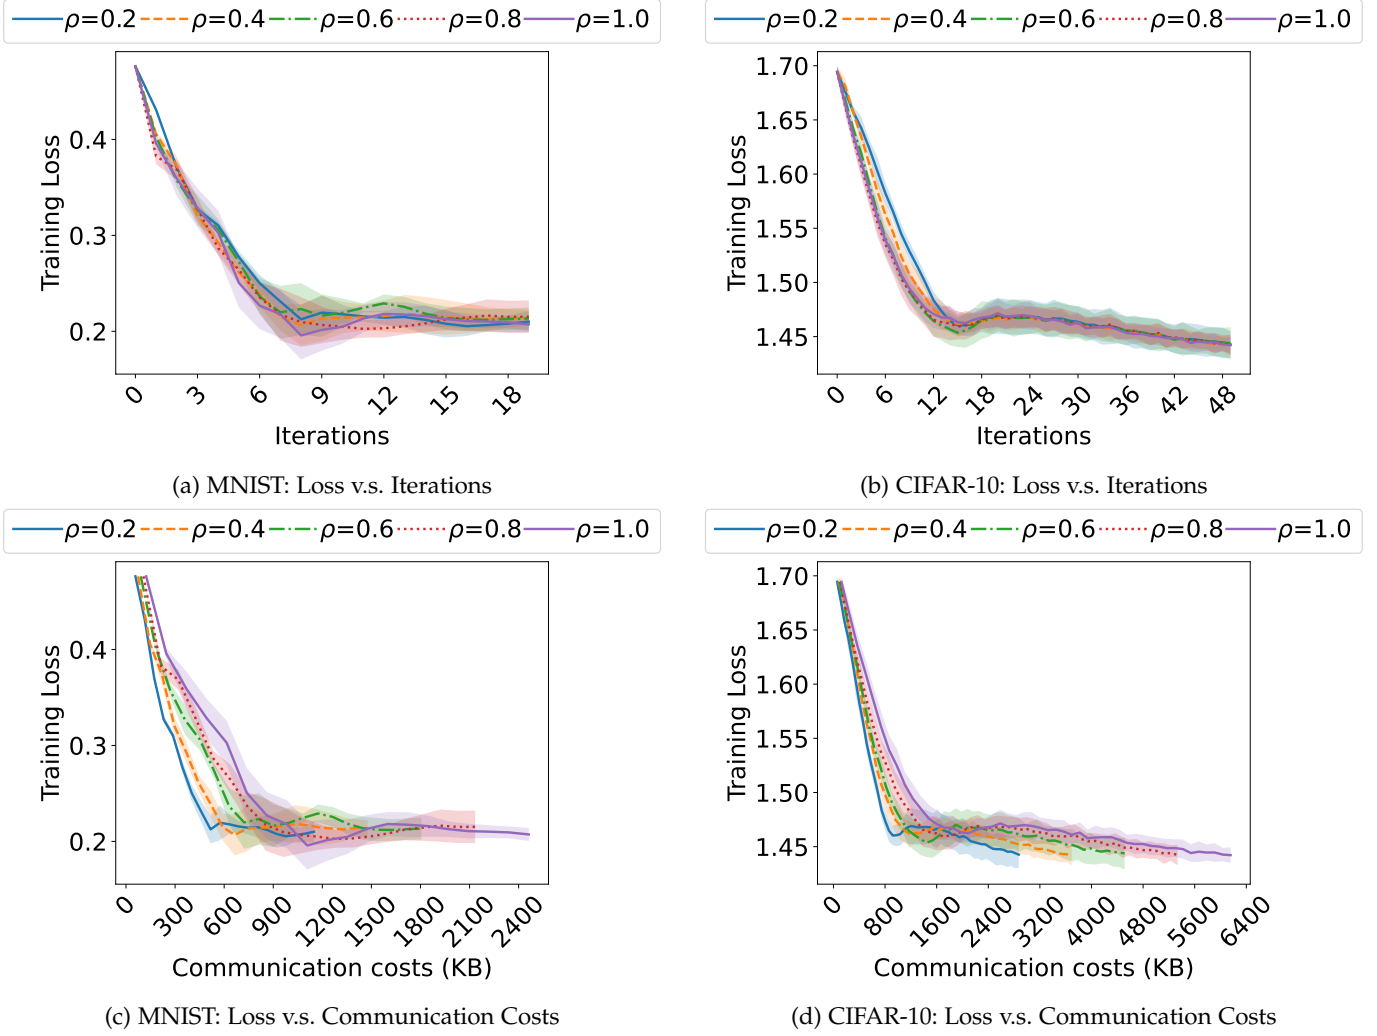 ρ=0.2 ρ=0.4 ρ=0.6 ρ=0.8 ρ=1.0
0.4
0.3
0.2
Training Loss
0 3 6 9 12 15 18
Iterations
(a) MNIST: Loss v.s. Iterations
ρ=0.2 ρ=0.4 ρ=0.6 ρ=0.8 ρ=1.0
1.70
1.65
1.60
1.55
1.50
1.45
Training Loss
0 6 12 18 24 30 36 42 48
Iterations
(b) CIFAR-10: Loss v.s. Iterations
ρ=0.2 ρ=0.4 ρ=0.6 ρ=0.8 ρ=1.0
0.4
0.3
0.2
Training Loss
0 300 600 900 1200 1500 1800 2100 2400
Communication costs (KB)
(c) MNIST: Loss v.s. Communication Costs
ρ=0.2 ρ=0.4 ρ=0.6 ρ=0.8 ρ=1.0
1.70
1.65
1.60
1.55
1.50
1.45
Training Loss
0 800 1600 2400 3200 4000 4800 5600 6400
Communication costs (KB)
(d) CIFAR-10: Loss v.s. Communication Costs